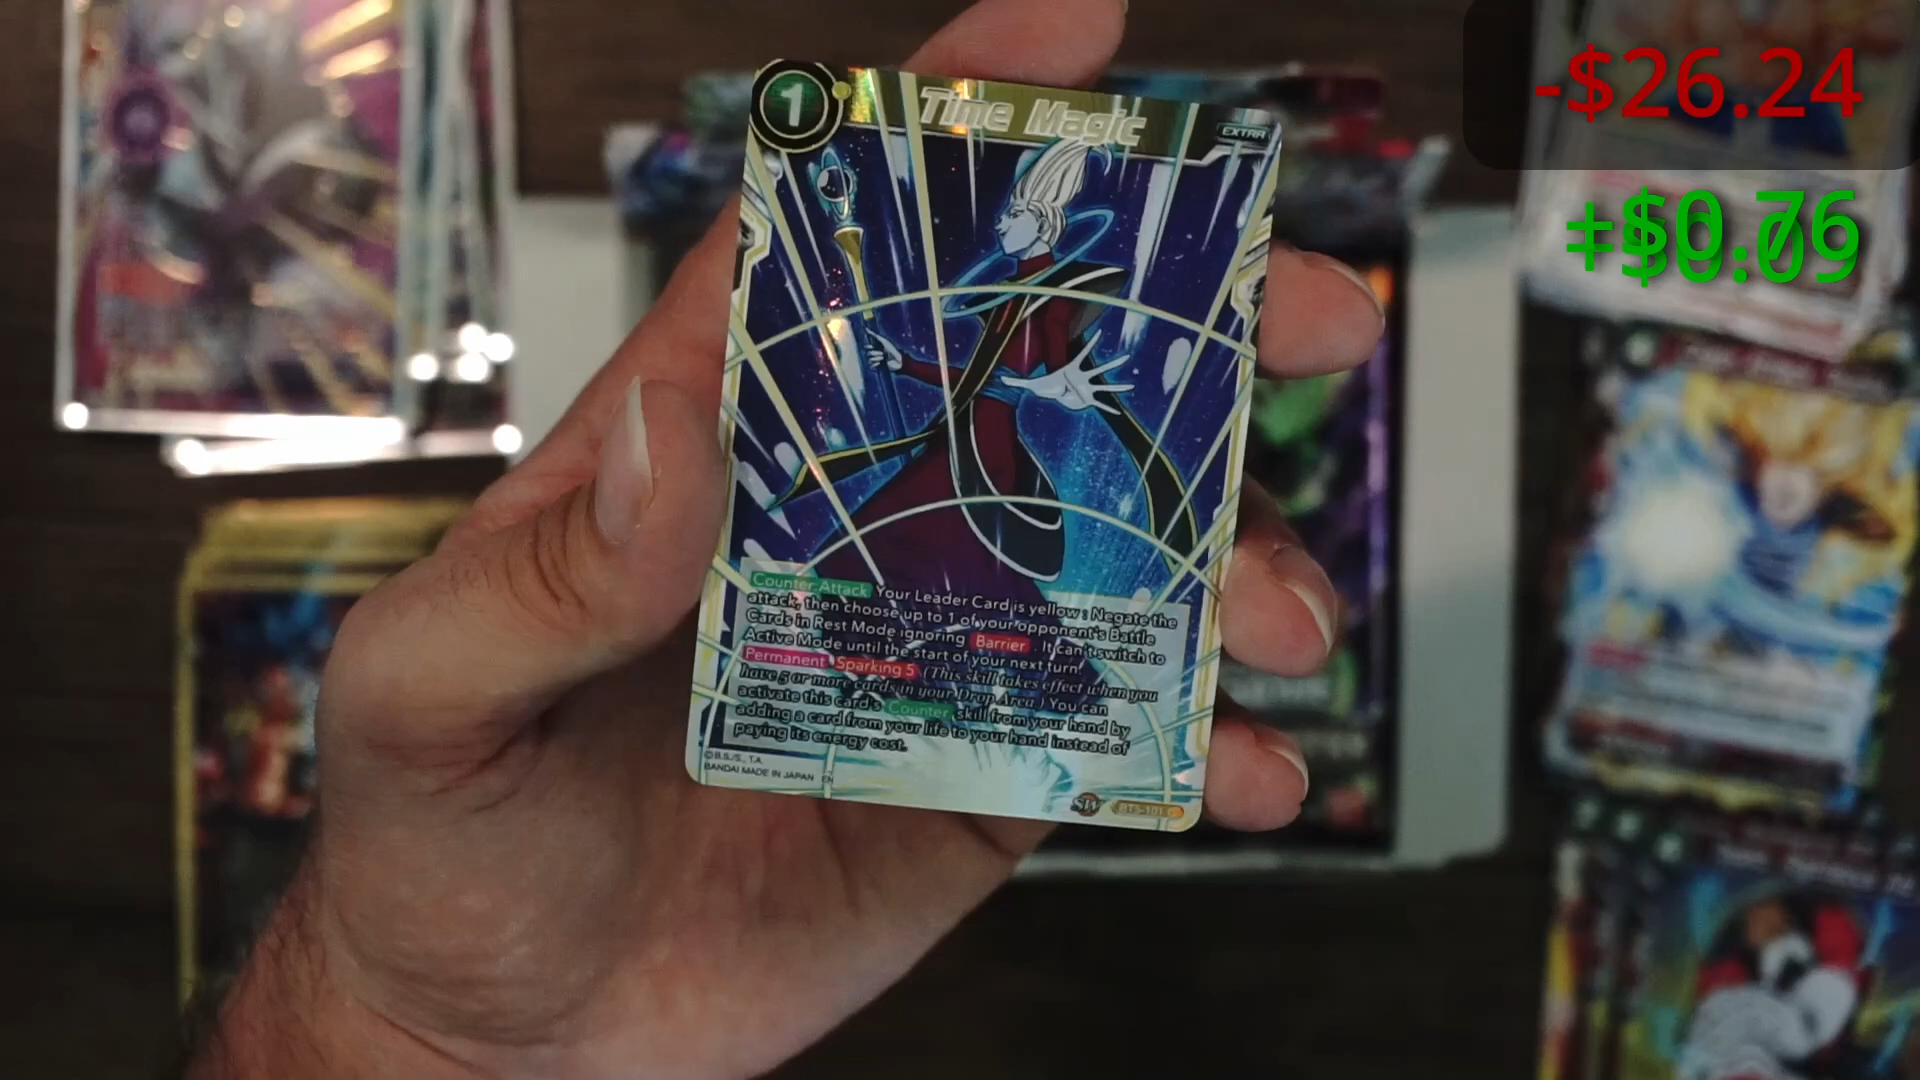 1
Time Magic
EXTRA
-$26.24
+$0.76
+$0.09
Counter:Attack Your Leader Card is yellow : Negate the
attack, then choose up to 1 of your opponent's Battle
Cards in Rest Mode ignoring Barrier . It can't switch to
Active Mode until the start of your next turn.
Permanent Sparking 5 (This skill takes effect when you
have 5 or more cards in your Drop Area.) You can
activate this card's Counter skill from your hand by
adding a card from your life to your hand instead of
paying its energy cost.
© B.S./S., T.A.
BANDAI MADE IN JAPAN EN
SW BT5-101 C